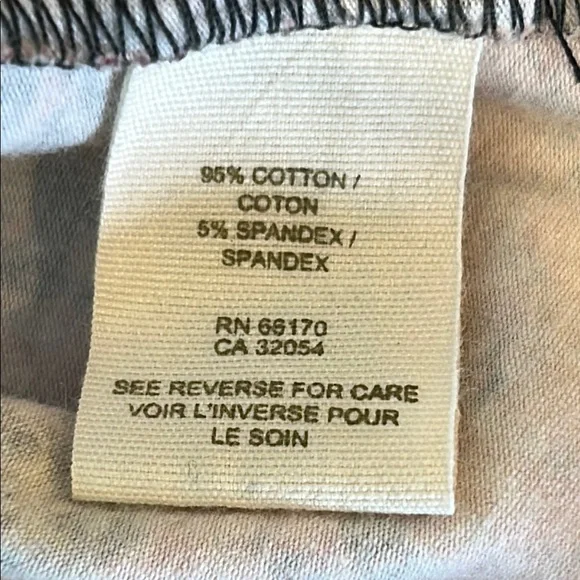 95% COTTON /
COTON
5% SPANDEX /
SPANDEX
RN 66170
CA 32054
SEE REVERSE FOR CARE
VOIR L'INVERSE POUR
LE SOIN